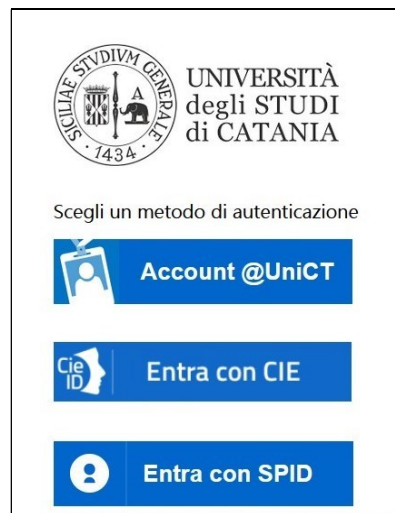 SICILIAE STVDIVM GENERALE
A
· 1434 ·
UNIVERSITÀ
degli STUDI
di CATANIA
Scegli un metodo di autenticazione
Account @UniCT
Cie
ID
Entra con CIE
Entra con SPID